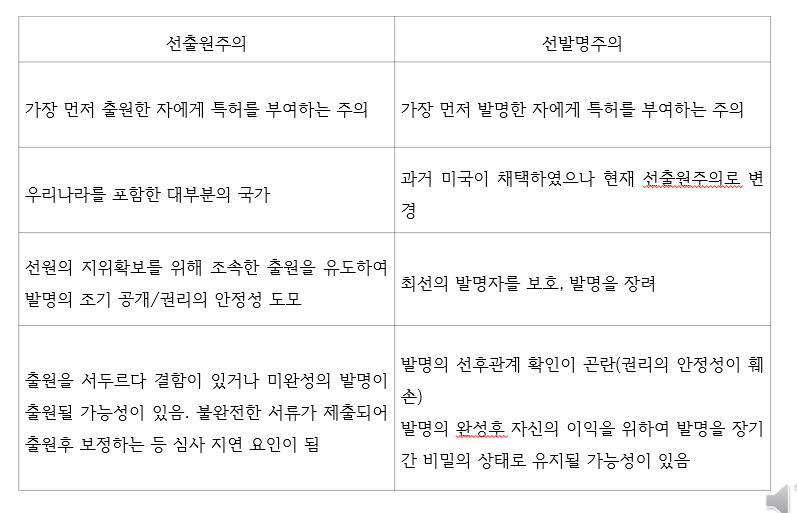 선출원주의
선발명주의
가장 먼저 출원한 자에게 특허를 부여하는 주의
가장 먼저 발명한 자에게 특허를 부여하는 주의
우리나라를 포함한 대부분의 국가
과거 미국이 채택하였으나 현재 선출원주의로 변
경
선원의 지위확보를 위해 조속한 출원을 유도하여
발명의 조기 공개/권리의 안정성 도모
최선의 발명자를 보호, 발명을 장려
출원을 서두르다 결함이 있거나 미완성의 발명이
출원될 가능성이 있음. 불완전한 서류가 제출되어
출원후 보정하는 등 심사 지연 요인이 됨
발명의 선후관계 확인이 곤란(권리의 안정성이 훼
손)
발명의 완성후 자신의 이익을 위하여 발명을 장기
간 비밀의 상태로 유지될 가능성이 있음